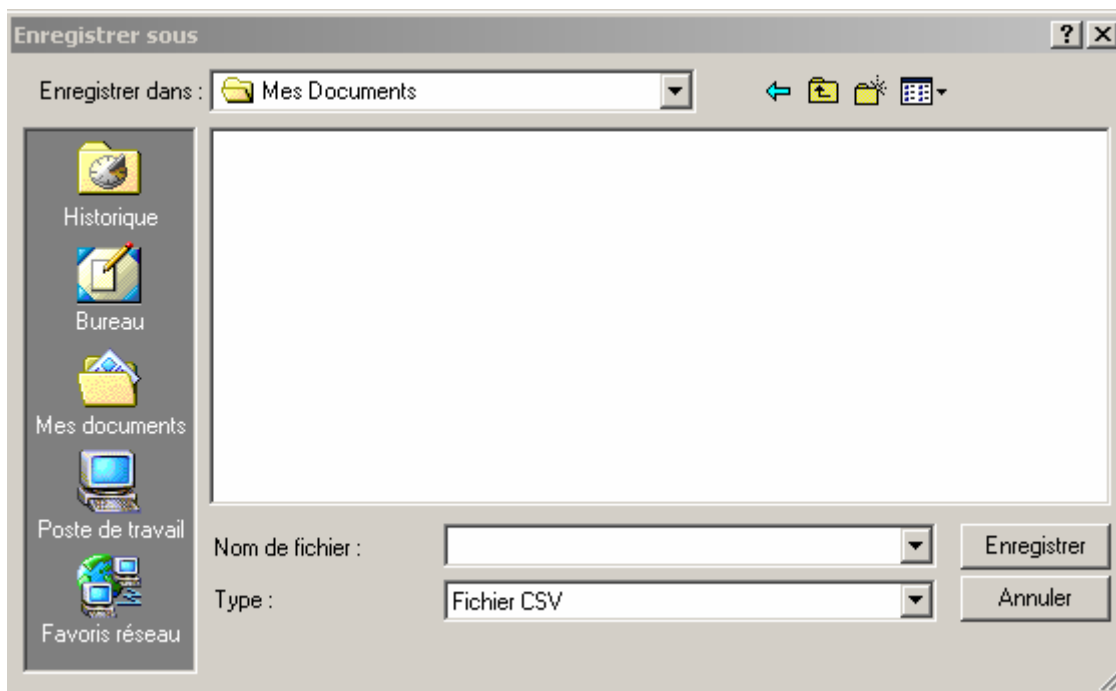 Enregistrer sous
Enregistrer dans : Mes Documents
Historique
Bureau
Mes documents
Poste de travail
Favoris réseau
Nom de fichier :
Enregistrer
Type : Fichier CSV
Annuler